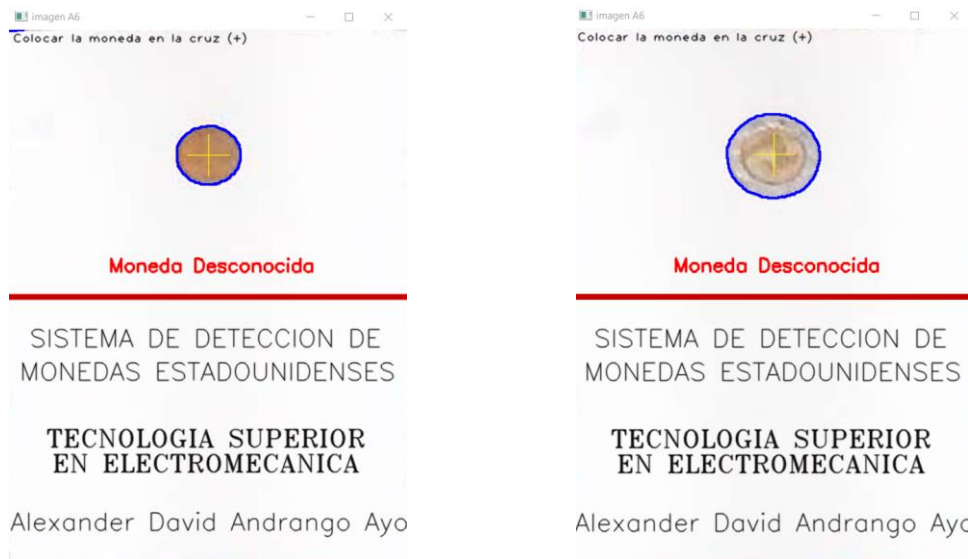 imagen A6
Colocar la moneda en la cruz (+)
Moneda Desconocida
SISTEMA DE DETECCION DE
MONEDAS ESTADOUNIDENSES
TECNOLOGIA SUPERIOR
EN ELECTROMECANICA
Alexander David Andrango Ayo
imagen A6
Colocar la moneda en la cruz (+)
Moneda Desconocida
SISTEMA DE DETECCION DE
MONEDAS ESTADOUNIDENSES
TECNOLOGIA SUPERIOR
EN ELECTROMECANICA
Alexander David Andrango Ayo